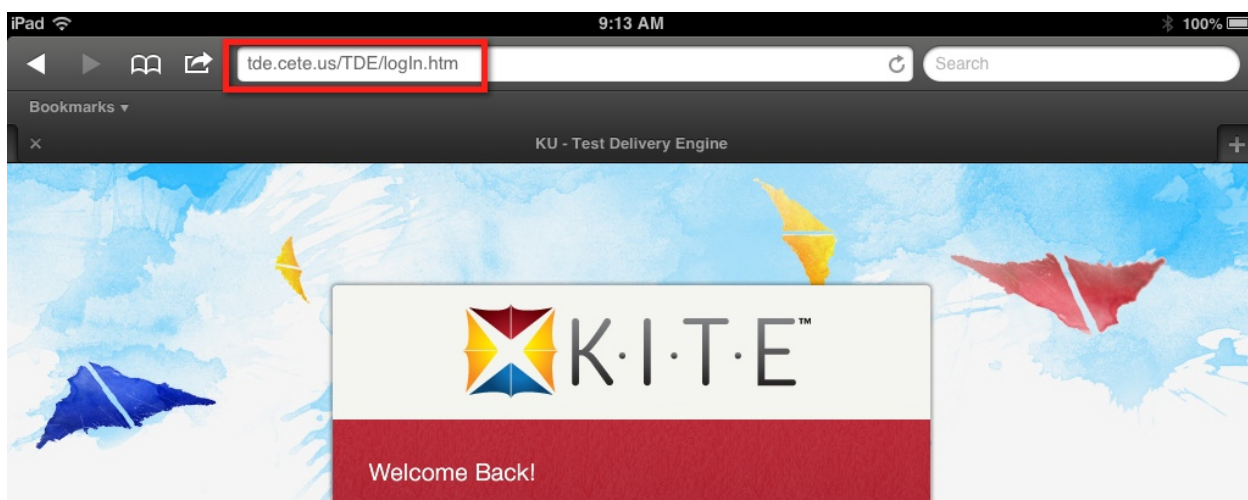 iPad 9:13 AM 100%
tde.cete.us/TDE/logIn.htm Search
Bookmarks ▾
× KU - Test Delivery Engine +
K·I·T·E™
Welcome Back!